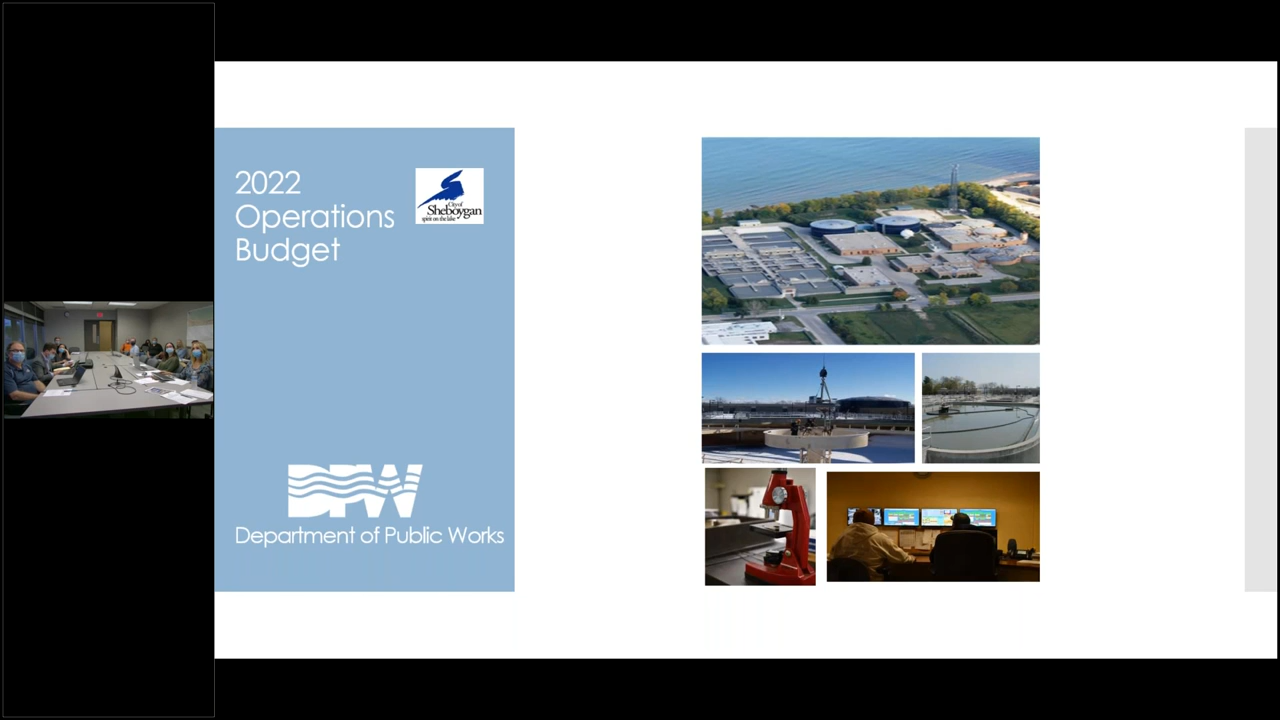 2022
Operations
Budget
City of
Sheboygan
spirit on the lake
DPW
Department of Public Works